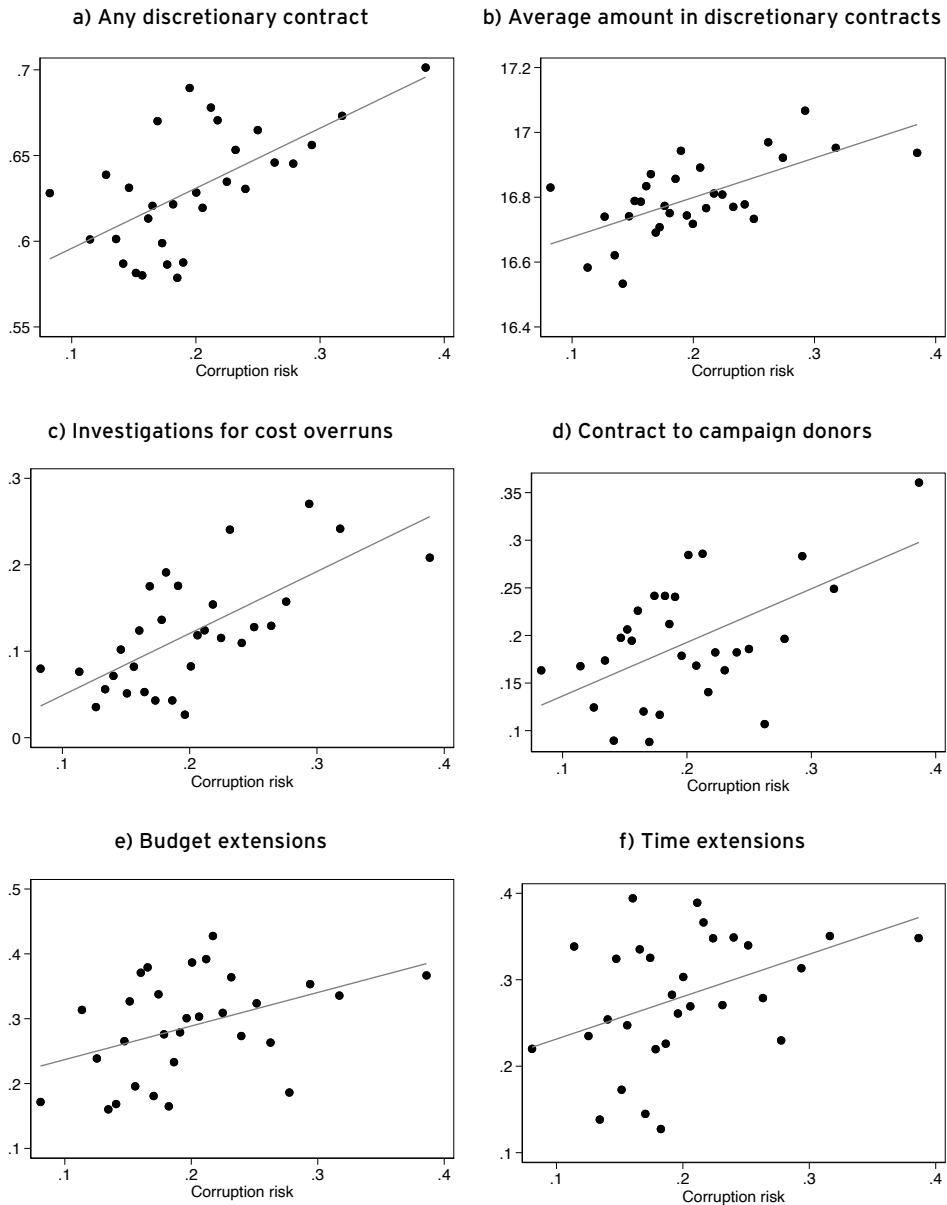 a) Any discretionary contract
.7
.65
.6
.55
.1 .2 .3 .4
Corruption risk
b) Average amount in discretionary contracts
17.2
17
16.8
16.6
16.4
.1 .2 .3 .4
Corruption risk
c) Investigations for cost overruns
.3
.2
.1
0
.1 .2 .3 .4
Corruption risk
d) Contract to campaign donors
.35
.3
.25
.2
.15
.1
.1 .2 .3 .4
Corruption risk
e) Budget extensions
.5
.4
.3
.2
.1
.1 .2 .3 .4
Corruption risk
f) Time extensions
.4
.3
.2
.1
.1 .2 .3 .4
Corruption risk